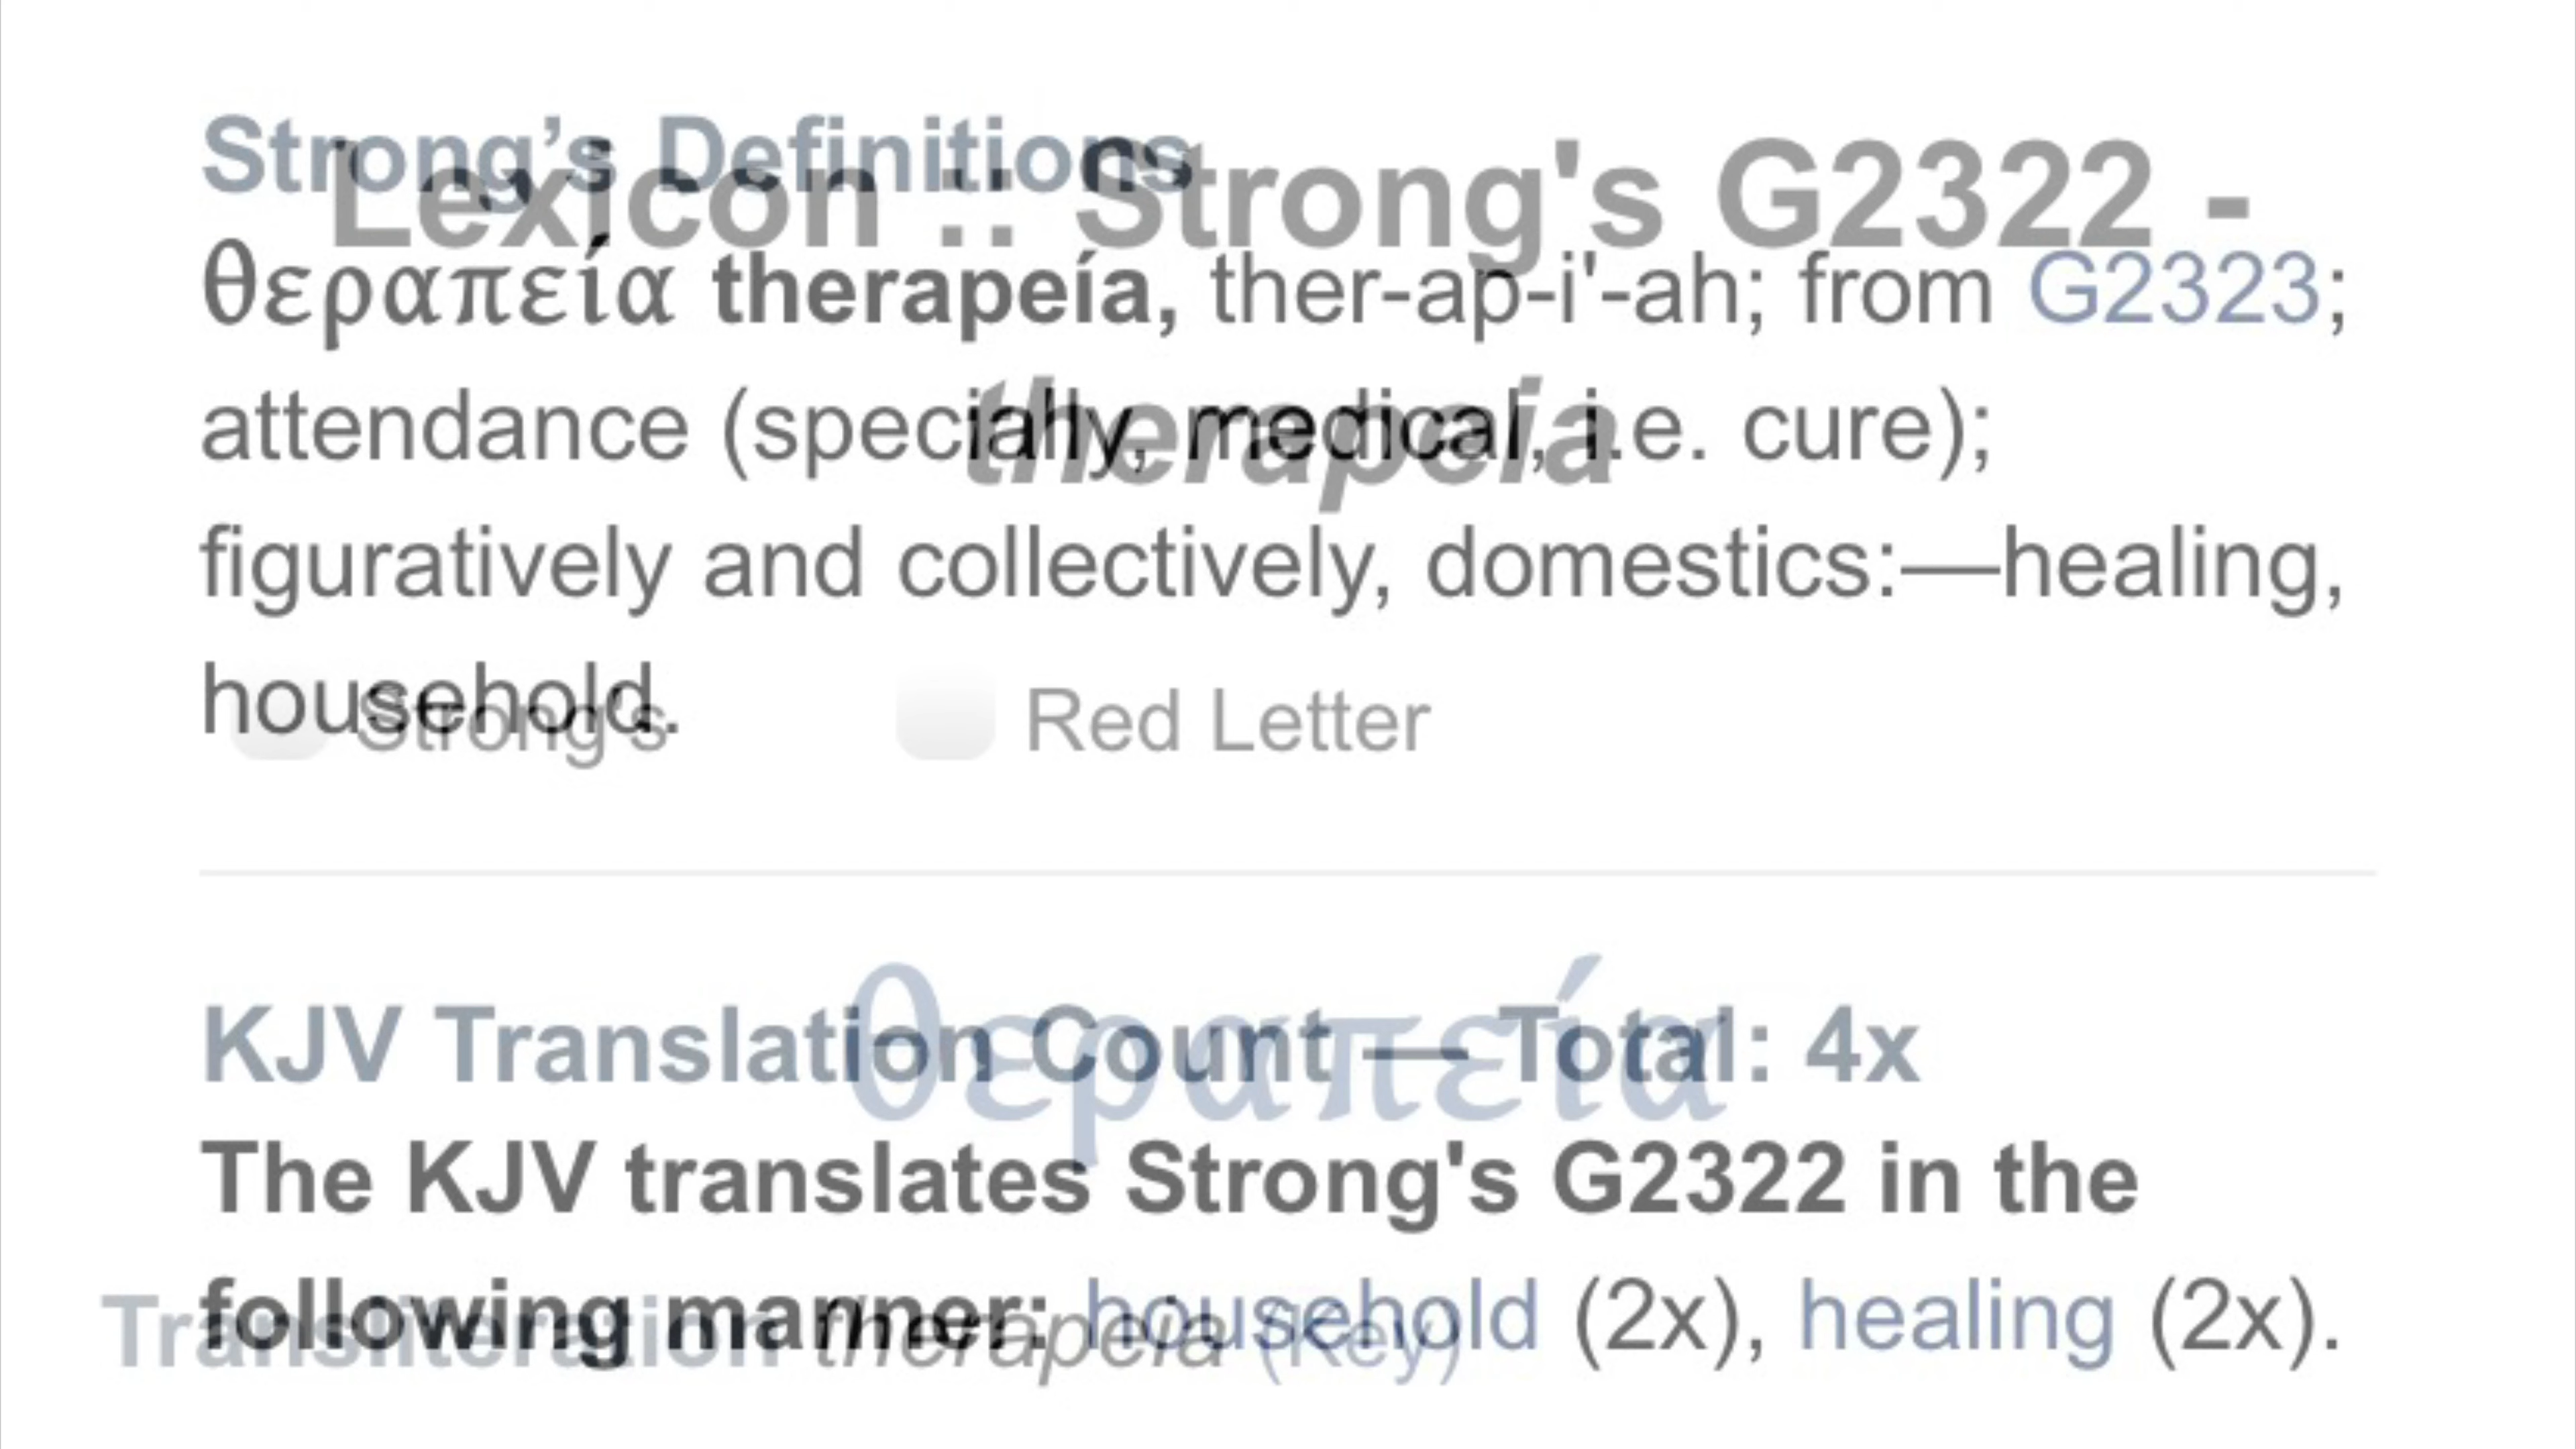 Strong’s Definitions
Lexicon :: Strong's G2322 -
θεραπεία therapeía, ther-ap-i'-ah; from G2323;
therapeia
attendance (specially, medical, i.e. cure);
figuratively and collectively, domestics:—healing,
household.
Strong's
Red Letter
θεραπεία
KJV Translation Count — Total: 4x
The KJV translates Strong's G2322 in the
following manner: household (2x), healing (2x).
Transliteration therapeia (Key)